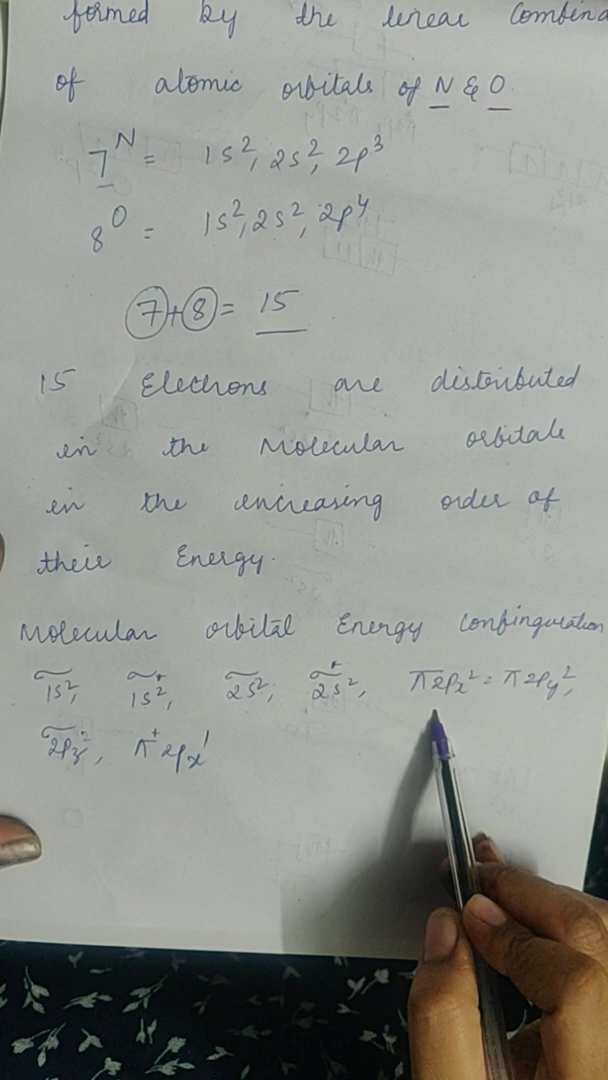 formed by the linear Combina
of atomic orbitals of N & O.
7N = 1s², 2s², 2p³
8O = 1s², 2s², 2p⁴
7+8 = 15
15 Electrons are distributed
in the Molecular orbitals
in the increasing order of
their Energy.
Molecular orbital Energy Configuration
σ1s², σ*1s², σ2s², σ*2s², π2px² = π2py²,
σ2pz², π*2px¹